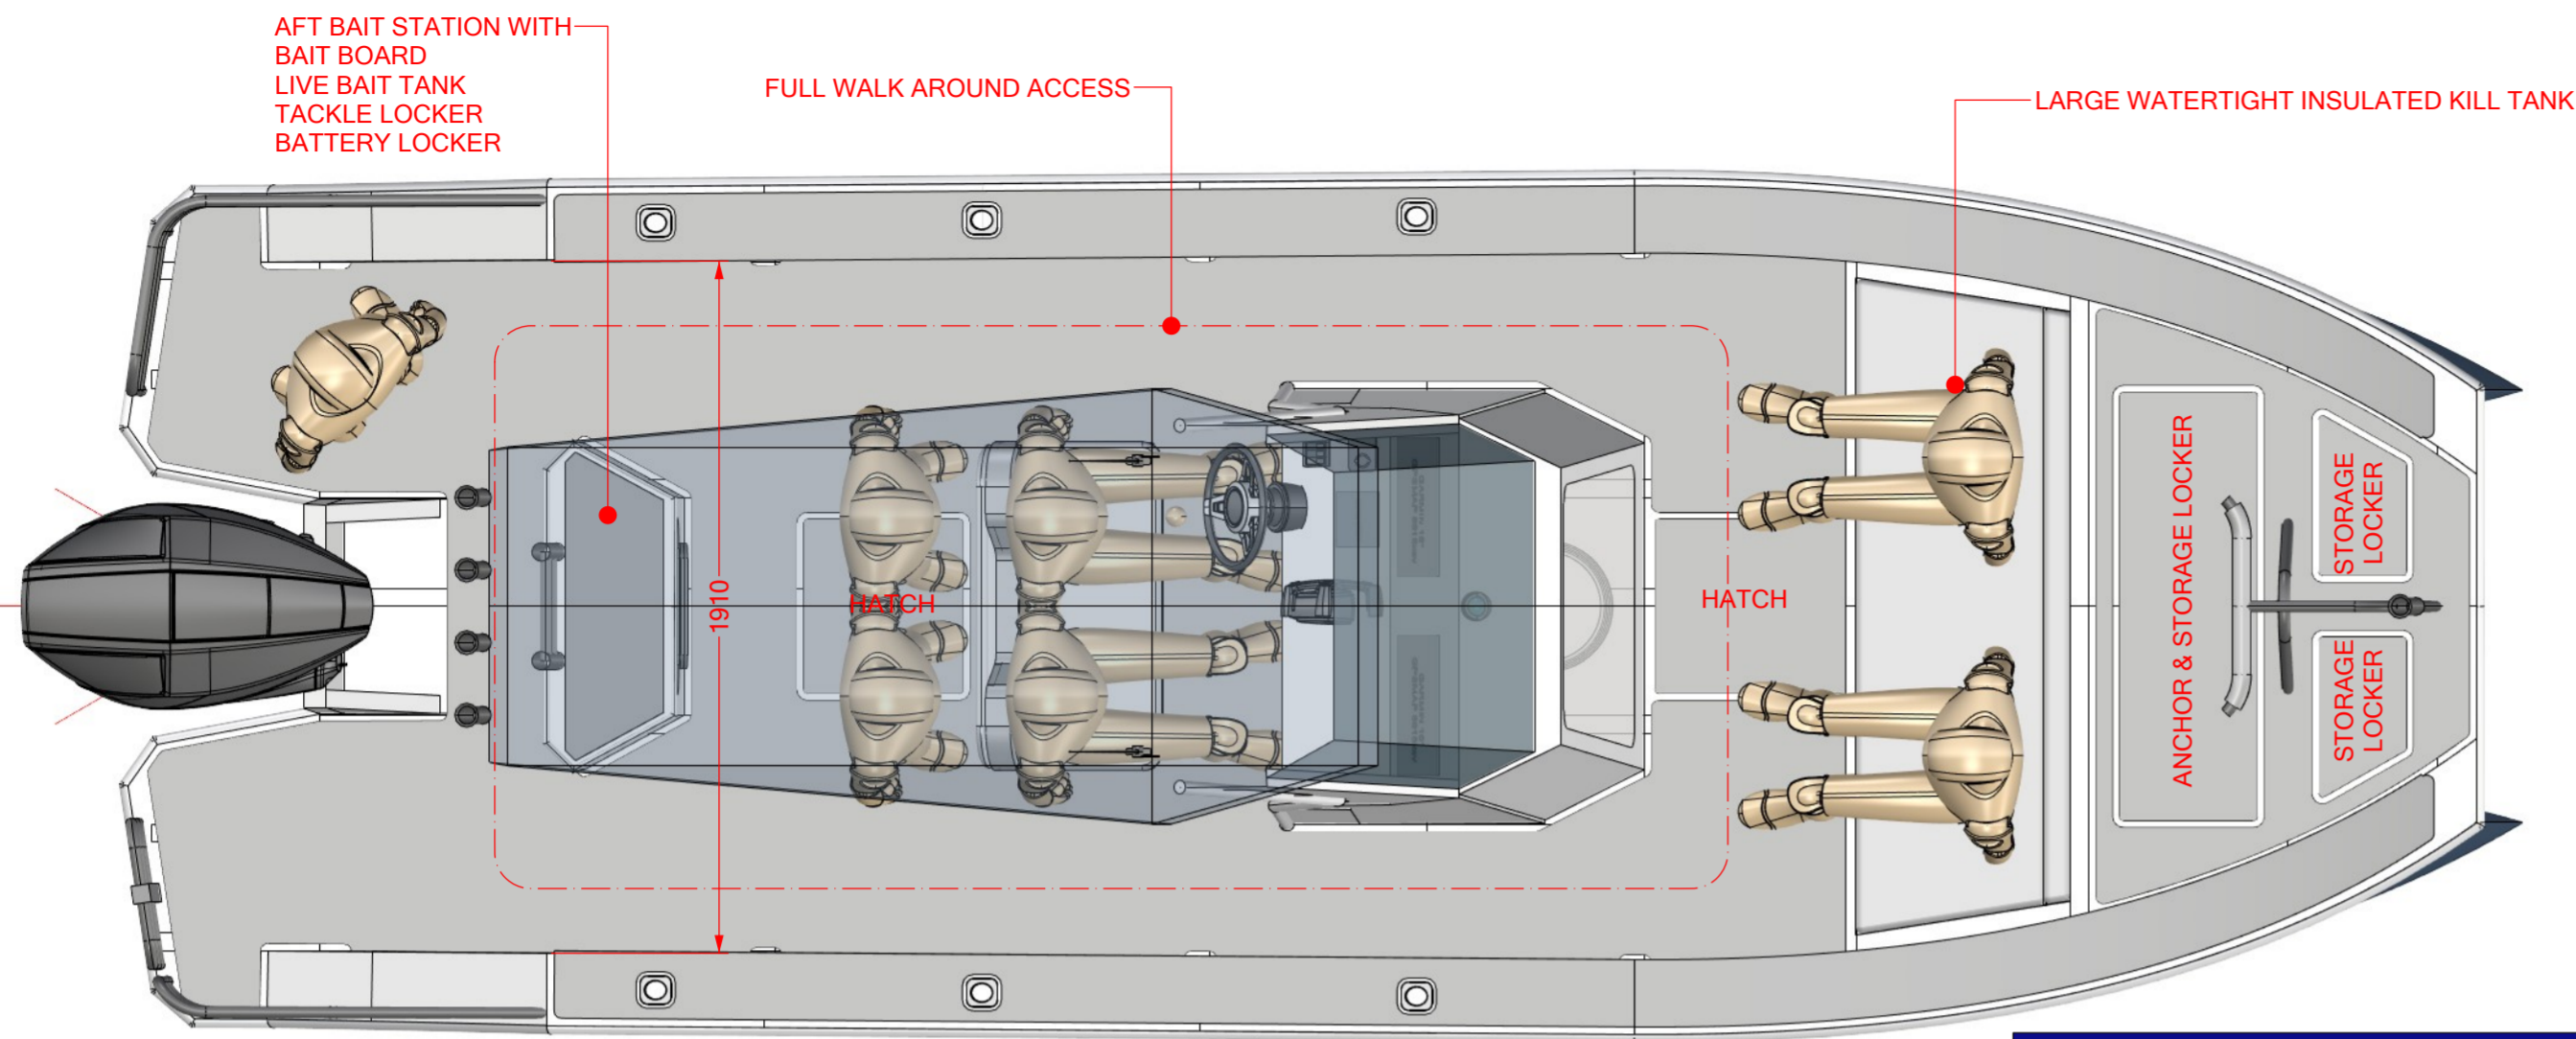 AFT BAIT STATION WITH
BAIT BOARD
LIVE BAIT TANK
TACKLE LOCKER
BATTERY LOCKER
FULL WALK AROUND ACCESS
LARGE WATERTIGHT INSULATED KILL TANK
1910
HATCH
HATCH
ANCHOR & STORAGE LOCKER
STORAGE
LOCKER
STORAGE
LOCKER